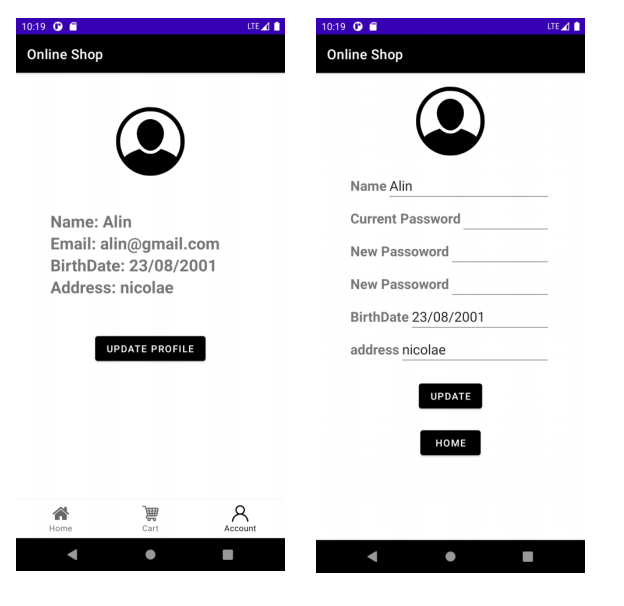 10:19 LTE
Online Shop
Name: Alin
Email: alin@gmail.com
BirthDate: 23/08/2001
Address: nicolae
UPDATE PROFILE
Home Cart Account
10:19 LTE
Online Shop
Name Alin
Current Password
New Passoword
New Passoword
BirthDate 23/08/2001
address nicolae
UPDATE
HOME